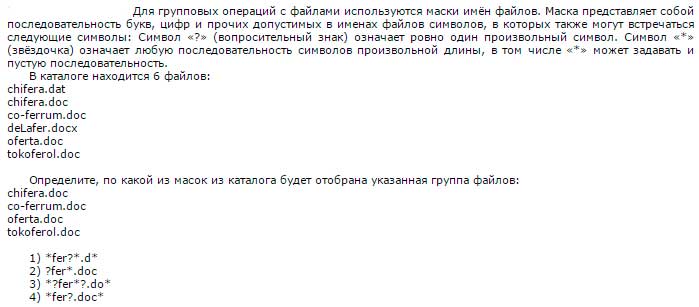 Для групповых операций с файлами используются маски имён файлов. Маска представляет собой
последовательность букв, цифр и прочих допустимых в именах файлов символов, в которых также могут встречаться
следующие символы: Символ «?» (вопросительный знак) означает ровно один произвольный символ. Символ «*»
(звёздочка) означает любую последовательность символов произвольной длины, в том числе «*» может задавать и
пустую последовательность.
В каталоге находится 6 файлов:
chifera.dat
chifera.doc
co-ferrum.doc
deLafer.docx
oferta.doc
tokoferol.doc
Определите, по какой из масок из каталога будет отобрана указанная группа файлов:
chifera.doc
co-ferrum.doc
oferta.doc
tokoferol.doc
1) *fer?*.d*
2) ?fer*.doc
3) *?fer*?.do*
4) *fer?.doc*